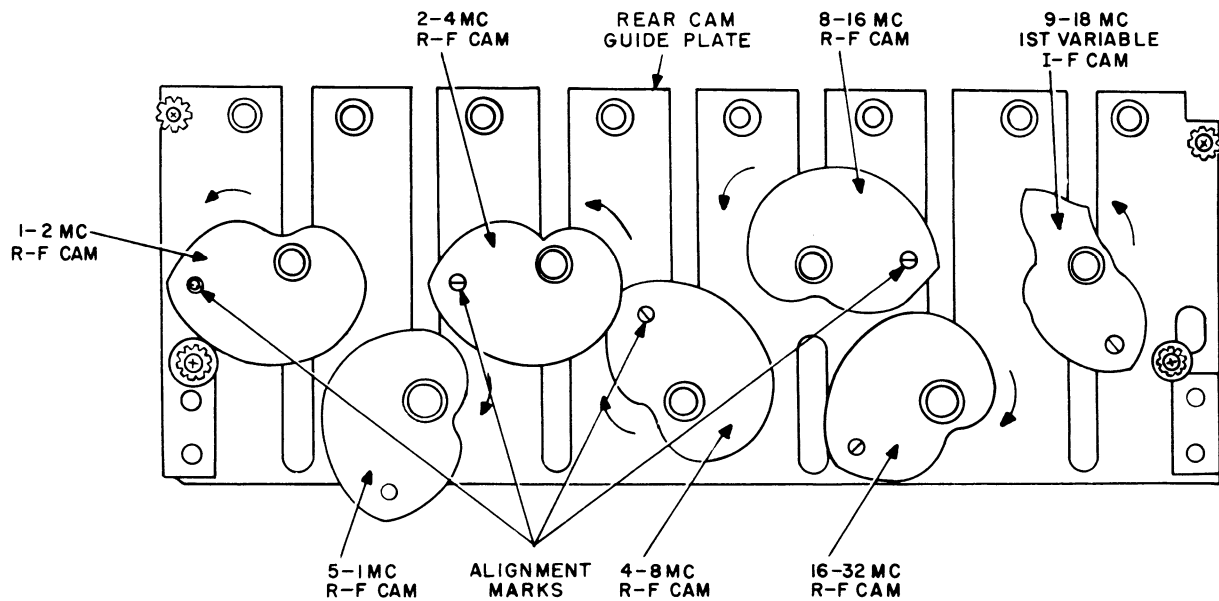 2-4 MC
R-F CAM
REAR CAM
GUIDE PLATE
8-16 MC
R-F CAM
9-18 MC
1ST VARIABLE
I-F CAM
1-2 MC
R-F CAM
5-1 MC
R-F CAM
ALIGNMENT
MARKS
4-8 MC
R-F CAM
16-32 MC
R-F CAM